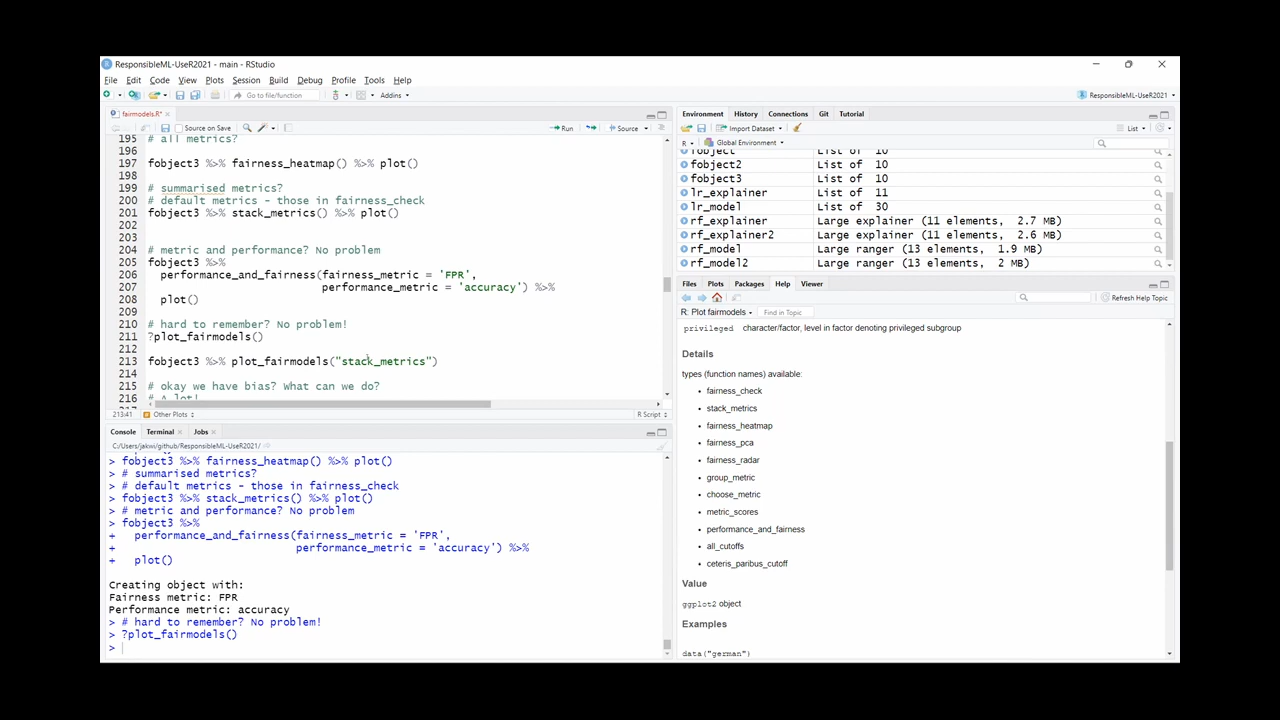 ResponsibleML-UseR2021 - main - RStudio
File Edit Code View Plots Session Build Debug Profile Tools Help
Go to file/function Addins ResponsibleML-UseR2021
fairmodels.R*
Source on Save Run Source
195 # all metrics?
196
197 fobject3 %>% fairness_heatmap() %>% plot()
198
199 # summarised metrics?
200 # default metrics - those in fairness_check
201 fobject3 %>% stack_metrics() %>% plot()
202
203
204 # metric and performance? No problem
205 fobject3 %>%
206 performance_and_fairness(fairness_metric = 'FPR',
207 performance_metric = 'accuracy') %>%
208 plot()
209
210 # hard to remember? No problem!
211 ?plot_fairmodels()
212
213 fobject3 %>% plot_fairmodels("stack_metrics")
214
215 # okay we have bias? What can we do?
216 # A lot!
217
213:41 Other Plots R Script
Console Terminal Jobs
C:/Users/jakwi/github/ResponsibleML-UseR2021/
> fobject3 %>% fairness_heatmap() %>% plot()
> # summarised metrics?
> # default metrics - those in fairness_check
> fobject3 %>% stack_metrics() %>% plot()
> # metric and performance? No problem
> fobject3 %>%
+ performance_and_fairness(fairness_metric = 'FPR',
+ performance_metric = 'accuracy') %>%
+ plot()
Creating object with:
Fairness metric: FPR
Performance metric: accuracy
> # hard to remember? No problem!
> ?plot_fairmodels()
>
Environment History Connections Git Tutorial
Import Dataset List
R Global Environment
fobject List of 10
fobject2 List of 10
fobject3 List of 10
lr_explainer List of 11
lr_model List of 30
rf_explainer Large explainer (11 elements, 2.7 MB)
rf_explainer2 Large explainer (11 elements, 2.6 MB)
rf_model Large ranger (13 elements, 1.9 MB)
rf_model2 Large ranger (13 elements, 2 MB)
Files Plots Packages Help Viewer
Refresh Help Topic
R: Plot fairmodels Find in Topic
privileged character/factor, level in factor denoting privileged subgroup
Details
types (function names) available:
• fairness_check
• stack_metrics
• fairness_heatmap
• fairness_pca
• fairness_radar
• group_metric
• choose_metric
• metric_scores
• performance_and_fairness
• all_cutoffs
• ceteris_paribus_cutoff
Value
ggplot2 object
Examples
data("german")